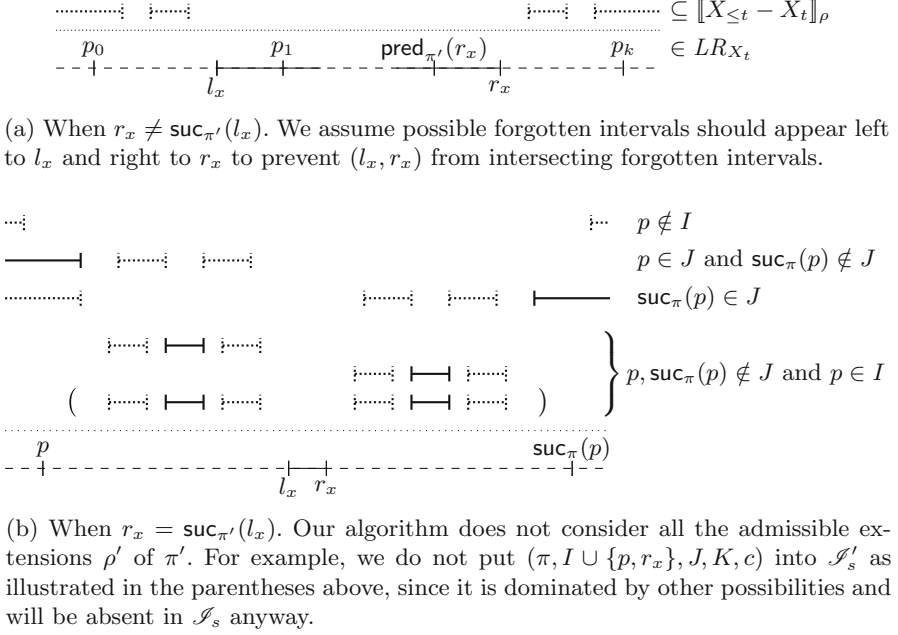 ⊆ ⟦X≤t − Xt⟧ρ
p0 p1 predπ′(rx) pk ∈ LRXt
lx rx
(a) When rx ≠ sucπ′(lx). We assume possible forgotten intervals should appear left
to lx and right to rx to prevent (lx, rx) from intersecting forgotten intervals.
p ∉ I
p ∈ J and sucπ(p) ∉ J
sucπ(p) ∈ J
} p, sucπ(p) ∉ J and p ∈ I
( )
p sucπ(p)
lx rx
(b) When rx = sucπ′(lx). Our algorithm does not consider all the admissible ex-
tensions ρ′ of π′. For example, we do not put (π, I ∪ {p, rx}, J, K, c) into ℐ′s as
illustrated in the parentheses above, since it is dominated by other possibilities and
will be absent in ℐs anyway.